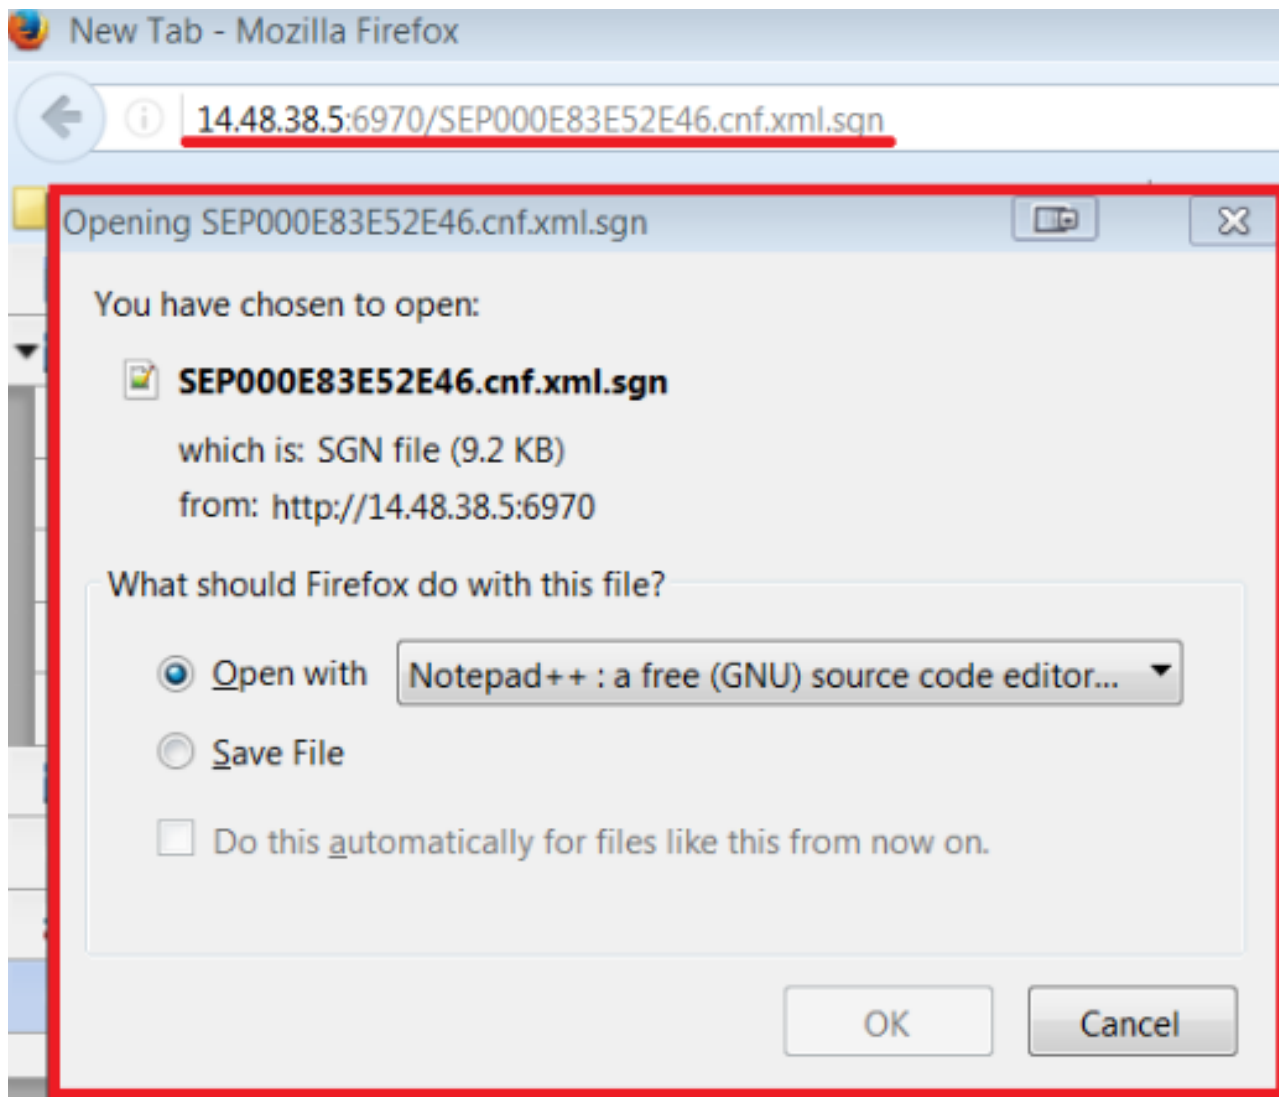 New Tab - Mozilla Firefox
14.48.38.5:6970/SEP000E83E52E46.cnf.xml.sgn
Opening SEP000E83E52E46.cnf.xml.sgn
You have chosen to open:
SEP000E83E52E46.cnf.xml.sgn
which is: SGN file (9.2 KB)
from: http://14.48.38.5:6970
What should Firefox do with this file?
Open with Notepad++ : a free (GNU) source code editor...
Save File
Do this automatically for files like this from now on.
OK Cancel